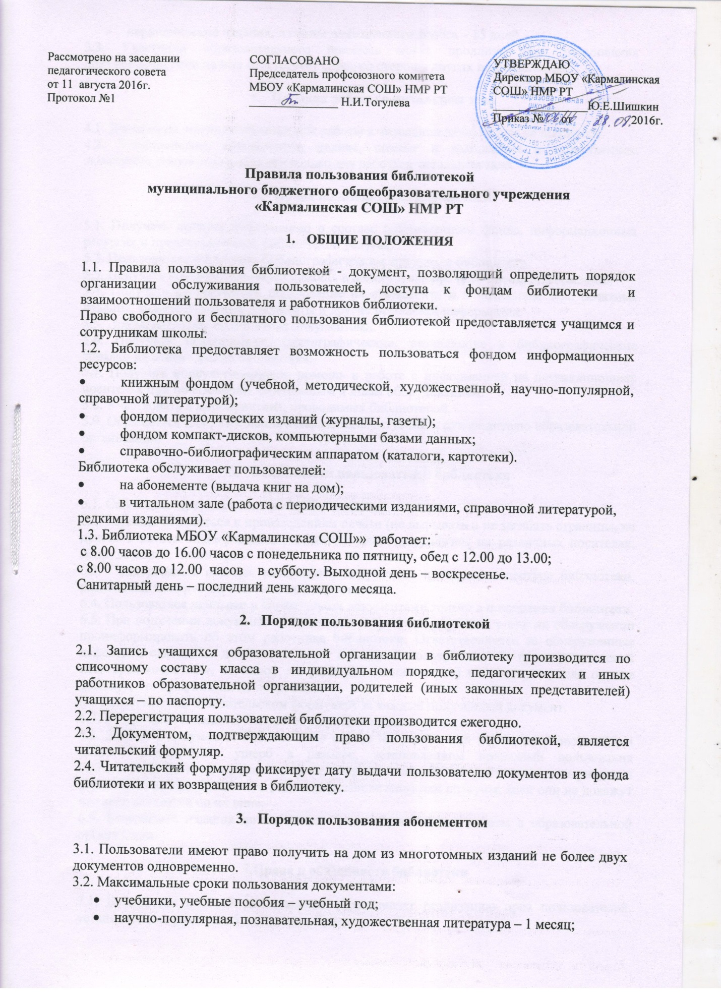 Рассмотрено на заседании
педагогического совета
от 11 августа 2016г.
Протокол №1
СОГЛАСОВАНО
Председатель профсоюзного комитета
МБОУ «Кармалинская СОШ» НМР РТ
_______________ Н.И.Тогулева
УТВЕРЖДАЮ
Директор МБОУ «Кармалинская
СОШ» НМР РТ
________________Ю.Е.Шишкин
Приказ № от 28.08. 2016г.
Правила пользования библиотекой
муниципального бюджетного общеобразовательного учреждения
«Кармалинская СОШ» НМР РТ
1. ОБЩИЕ ПОЛОЖЕНИЯ
1.1. Правила пользования библиотекой - документ, позволяющий определить порядок
организации обслуживания пользователей, доступа к фондам библиотеки и
взаимоотношений пользователя и работников библиотеки.
Право свободного и бесплатного пользования библиотекой предоставляется учащимся и
сотрудникам школы.
1.2. Библиотека предоставляет возможность пользоваться фондом информационных
ресурсов:
• книжным фондом (учебной, методической, художественной, научно-популярной,
справочной литературой);
• фондом периодических изданий (журналы, газеты);
• фондом компакт-дисков, компьютерными базами данных;
• справочно-библиографическим аппаратом (каталоги, картотеки).
Библиотека обслуживает пользователей:
• на абонементе (выдача книг на дом);
• в читальном зале (работа с периодическими изданиями, справочной литературой,
редкими изданиями).
1.3. Библиотека МБОУ «Кармалинская СОШ»» работает:
с 8.00 часов до 16.00 часов с понедельника по пятницу, обед с 12.00 до 13.00;
с 8.00 часов до 12.00 часов в субботу. Выходной день – воскресенье.
Санитарный день – последний день каждого месяца.
2. Порядок пользования библиотекой
2.1. Запись учащихся образовательной организации в библиотеку производится по
списочному составу класса в индивидуальном порядке, педагогических и иных
работников образовательной организации, родителей (иных законных представителей)
учащихся – по паспорту.
2.2. Перерегистрация пользователей библиотеки производится ежегодно.
2.3. Документом, подтверждающим право пользования библиотекой, является
читательский формуляр.
2.4. Читательский формуляр фиксирует дату выдачи пользователю документов из фонда
библиотеки и их возвращения в библиотеку.
3. Порядок пользования абонементом
3.1. Пользователи имеют право получить на дом из многотомных изданий не более двух
документов одновременно.
3.2. Максимальные сроки пользования документами:
• учебники, учебные пособия – учебный год;
• научно-популярная, познавательная, художественная литература – 1 месяц;